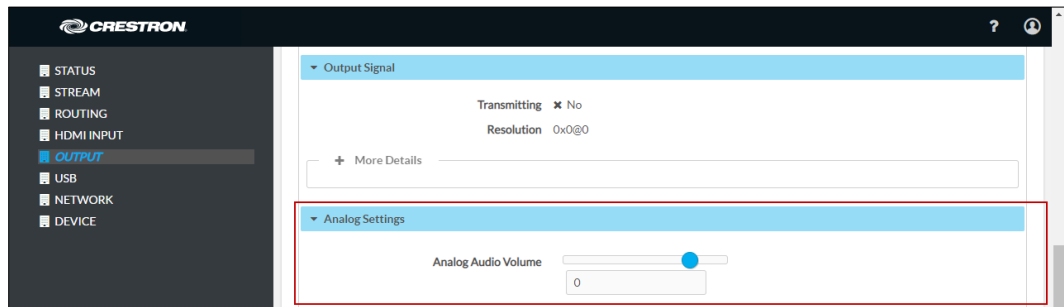 CRESTRON
?
STATUS
STREAM
ROUTING
HDMI INPUT
OUTPUT
USB
NETWORK
DEVICE
Output Signal
Transmitting No
Resolution 0x0@0
+ More Details
Analog Settings
Analog Audio Volume
0